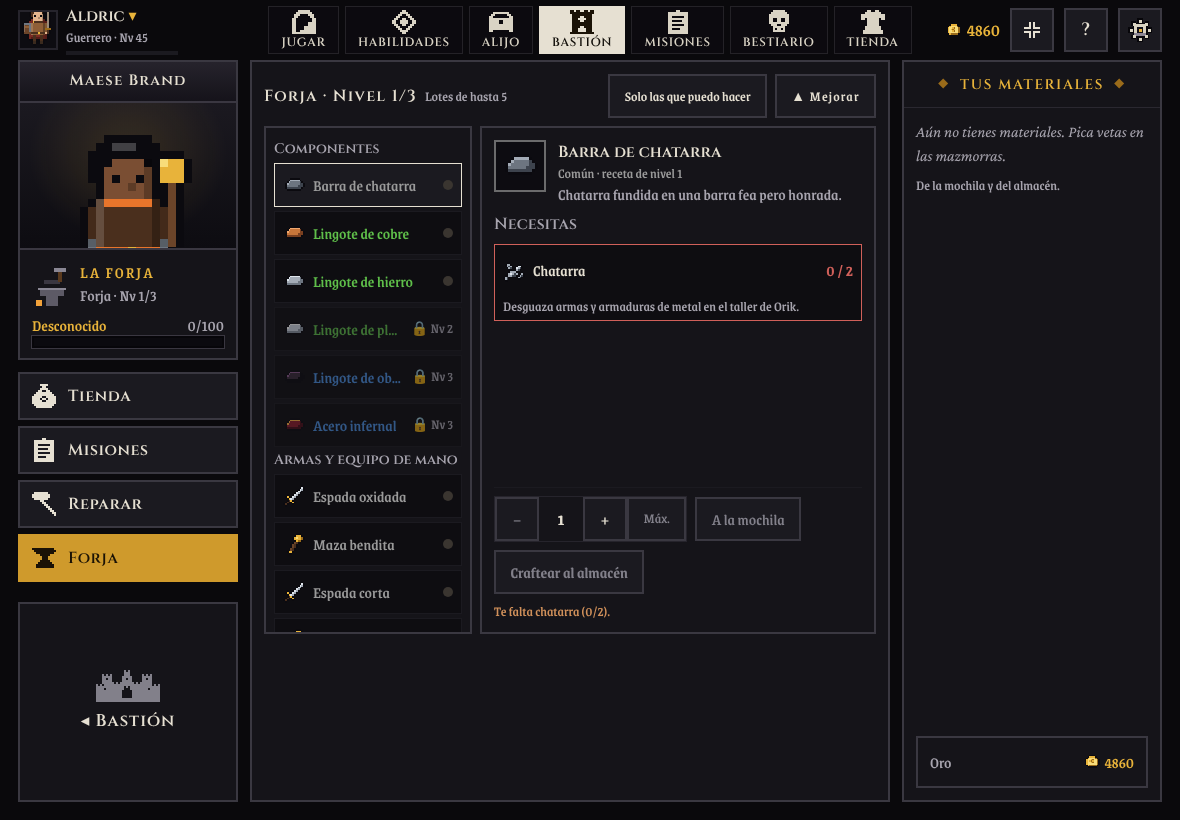 Aldric ▾
Guerrero · Nv 45
Jugar
Habilidades
Alijo
Bastión
Misiones
Bestiario
Tienda
4860
?
Maese Brand
La Forja
Forja · Nv 1/3
Desconocido 0/100
Tienda
Misiones
Reparar
Forja
◂ Bastión
Forja · Nivel 1/3 Lotes de hasta 5
Solo las que puedo hacer
▲ Mejorar
Componentes
Barra de chatarra
Lingote de cobre
Lingote de hierro
Lingote de pl... 🔒 Nv 2
Lingote de ob... 🔒 Nv 3
Acero infernal 🔒 Nv 3
Armas y equipo de mano
Espada oxidada
Maza bendita
Espada corta
Barra de chatarra
Común · receta de nivel 1
Chatarra fundida en una barra fea pero honrada.
Necesitas
Chatarra 0 / 2
Desguaza armas y armaduras de metal en el taller de Orik.
− 1 + Máx.
A la mochila
Craftear al almacén
Te falta chatarra (0/2).
◆ Tus materiales ◆
Aún no tienes materiales. Pica vetas en
las mazmorras.
De la mochila y del almacén.
Oro 4860